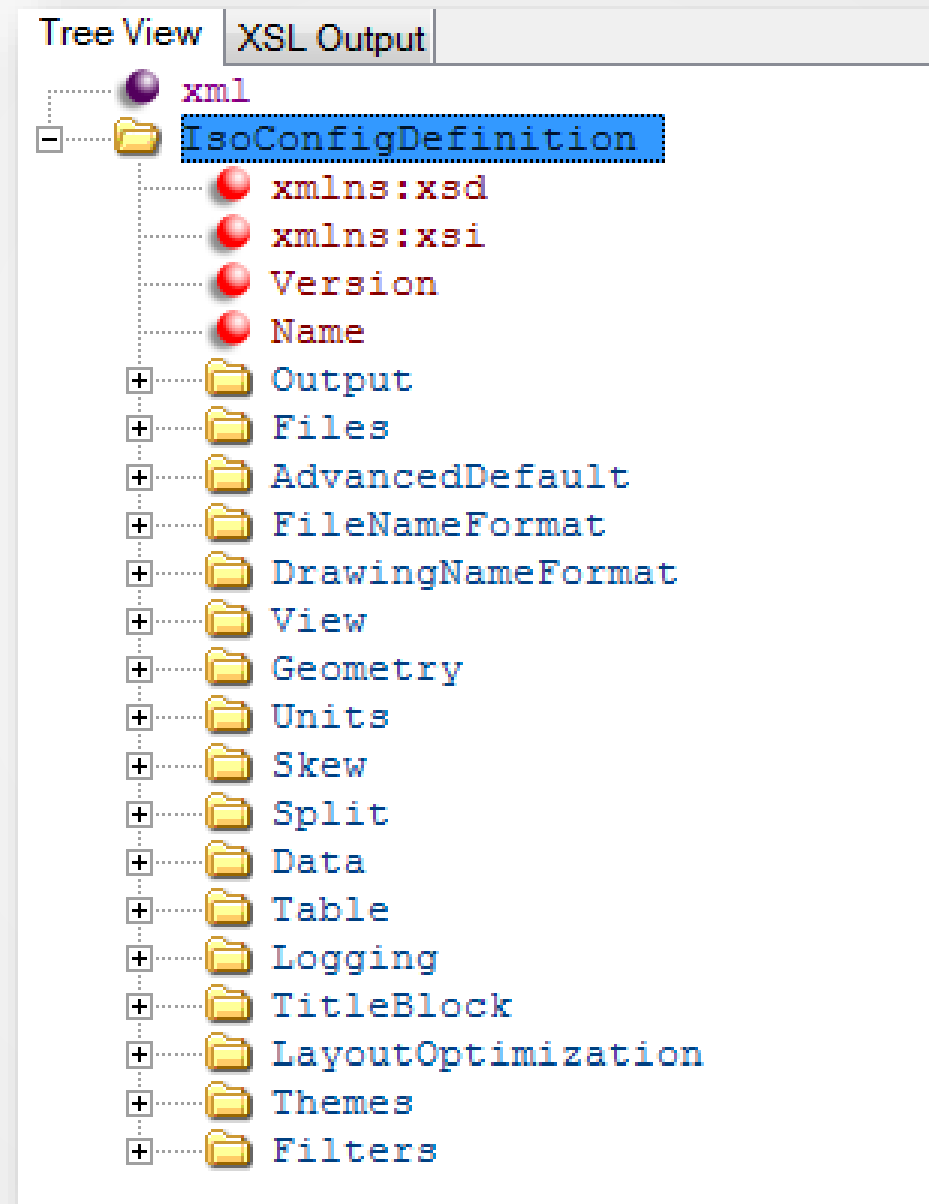 Tree View XSL Output
xml
IsoConfigDefinition
xmlns:xsd
xmlns:xsi
Version
Name
Output
Files
AdvancedDefault
FileNameFormat
DrawingNameFormat
View
Geometry
Units
Skew
Split
Data
Table
Logging
TitleBlock
LayoutOptimization
Themes
Filters